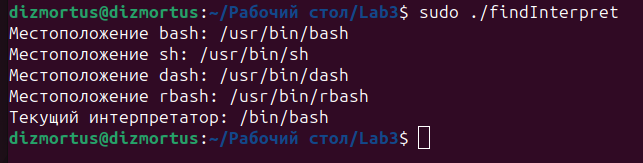 dizmortus@dizmortus:~/Рабочий стол/Lab3$ sudo ./findInterpret
Местоположение bash: /usr/bin/bash
Местоположение sh: /usr/bin/sh
Местоположение dash: /usr/bin/dash
Местоположение rbash: /usr/bin/rbash
Текущий интерпретатор: /bin/bash
dizmortus@dizmortus:~/Рабочий стол/Lab3$